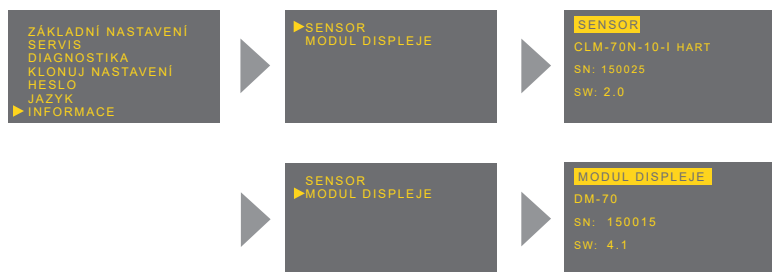 ZÁKLADNÍ NASTAVENÍ
SERVIS
DIAGNOSTIKA
KLONUJ NASTAVENÍ
HESLO
JAZYK
INFORMACE
SENSOR
MODUL DISPLEJE
SENSOR
CLM-70N-10-I HART
SN: 150025
SW: 2.0
SENSOR
MODUL DISPLEJE
MODUL DISPLEJE
DM-70
SN: 150015
SW: 4.1